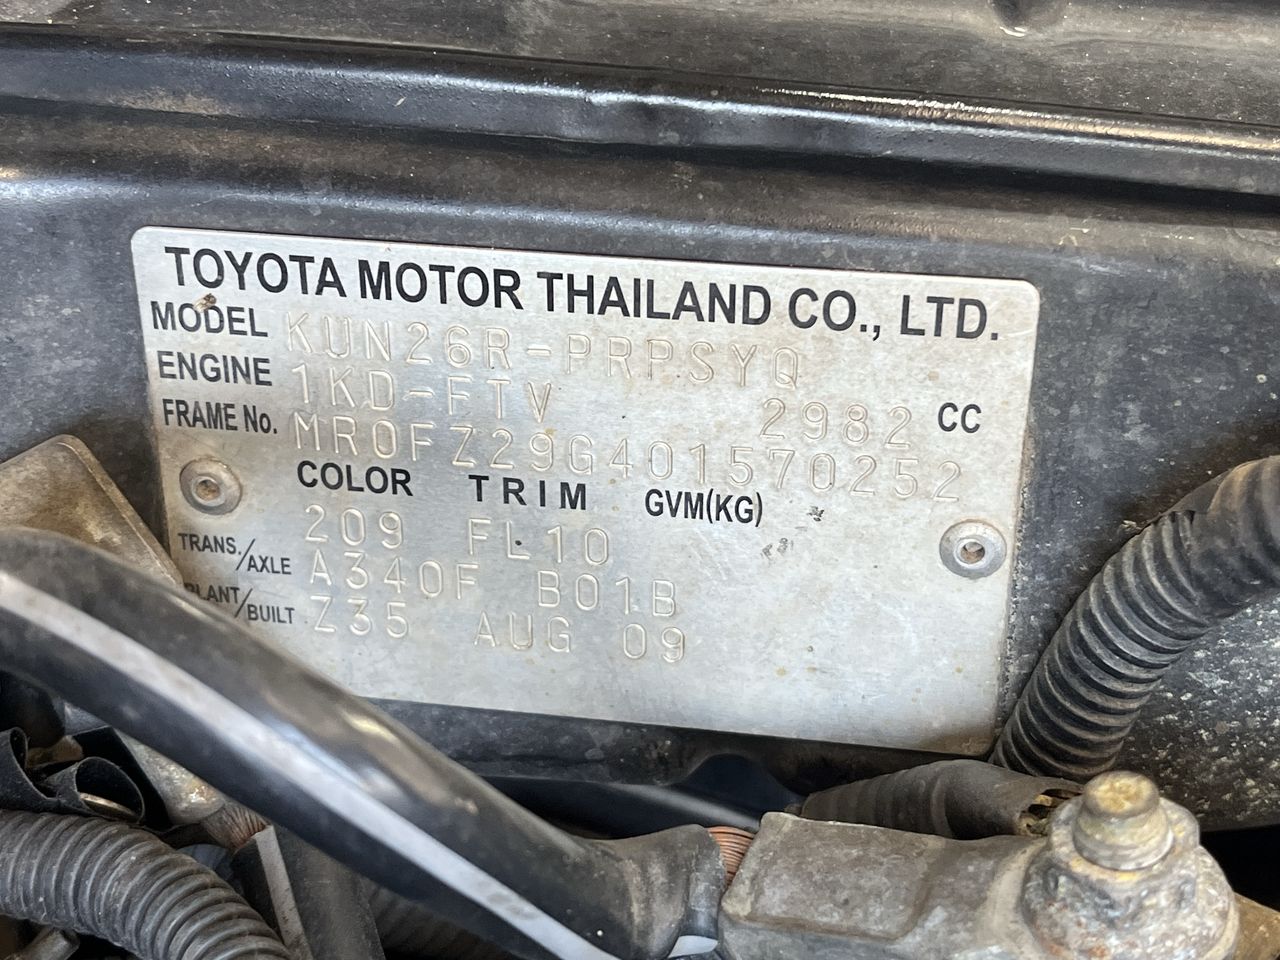 TOYOTA MOTOR THAILAND CO., LTD.
MODEL KUN26R-PRPSYQ
ENGINE 1KD-FTV 2982 CC
FRAME No. MR0FZ29G401570252
COLOR TRIM GVM(KG)
209 FL10
TRANS./AXLE A340F B01B
PLANT/BUILT Z35 AUG 09